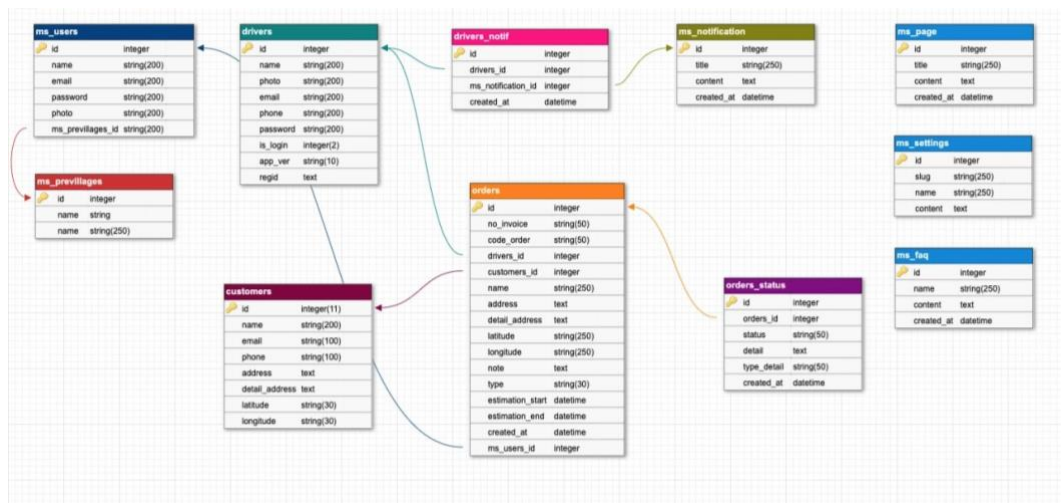 ms_users
id integer
name string(200)
email string(200)
password string(200)
photo string(200)
ms_previllages_id string(200)
ms_previllages
id integer
name string
name string(250)
drivers
id integer
name string(200)
photo string(200)
email string(200)
phone string(200)
password string(200)
is_login integer(2)
app_ver string(10)
regid text
customers
id integer(11)
name string(200)
email string(100)
phone string(100)
address text
detail_address text
latitude string(30)
longitude string(30)
drivers_notif
id integer
drivers_id integer
ms_notification_id integer
created_at datetime
orders
id integer
no_invoice string(50)
code_order string(50)
drivers_id integer
customers_id integer
name string(250)
address text
detail_address text
latitude string(250)
longitude string(250)
note text
type string(30)
estimation_start datetime
estimation_end datetime
created_at datetime
ms_users_id integer
ms_notification
id integer
title string(250)
content text
created_at datetime
orders_status
id integer
orders_id integer
status string(50)
detail text
type_detail string(50)
created_at datetime
ms_page
id integer
title string(250)
content text
created_at datetime
ms_settings
id integer
slug string(250)
name string(250)
content text
ms_faq
id integer
name string(250)
content text
created_at datetime